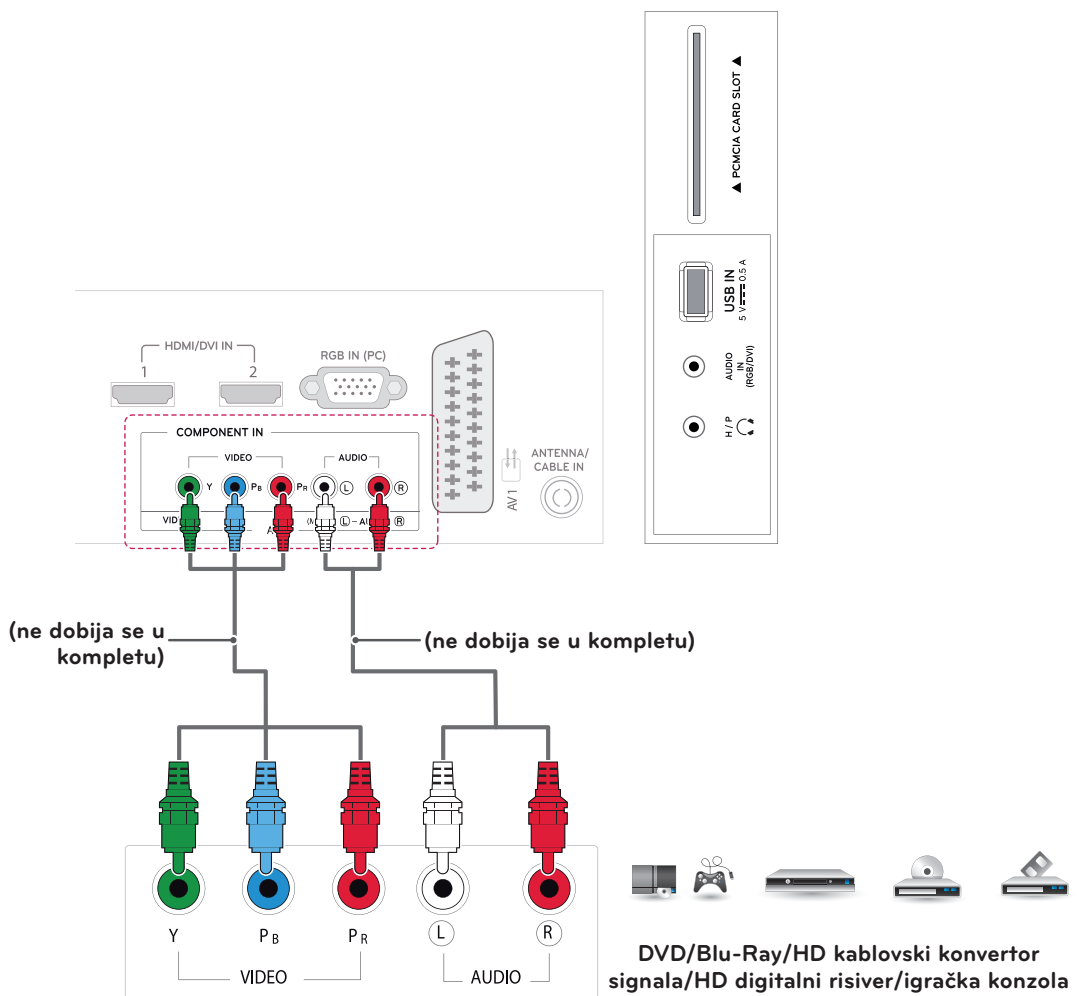 ▲ PCMCIA CARD SLOT ▲
USB IN
5 V 0.5 A
AUDIO
IN
(RGB/DVI)
H / P
HDMI/DVI IN
1
2
RGB IN (PC)
COMPONENT IN
VIDEO
AUDIO
Y
PB
PR
L
R
L
R
AV1
ANTENNA/
CABLE IN
(ne dobija se u
kompletu)
(ne dobija se u kompletu)
Y
PB
PR
L
R
VIDEO
AUDIO
DVD/Blu-Ray/HD kablovski konvertor
signala/HD digitalni risiver/igračka konzola